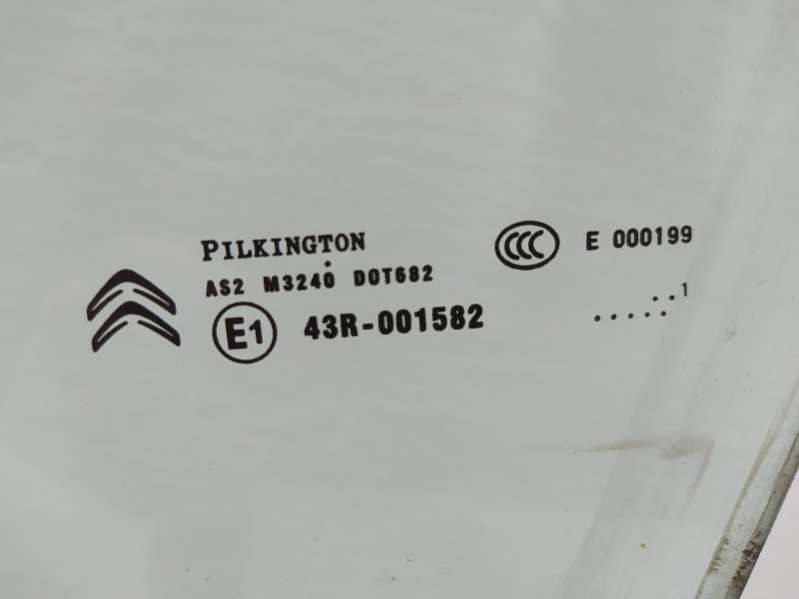 PILKINGTON
AS2 M3240 DOT682
E1 43R-001582
CCC E 000199
.......1